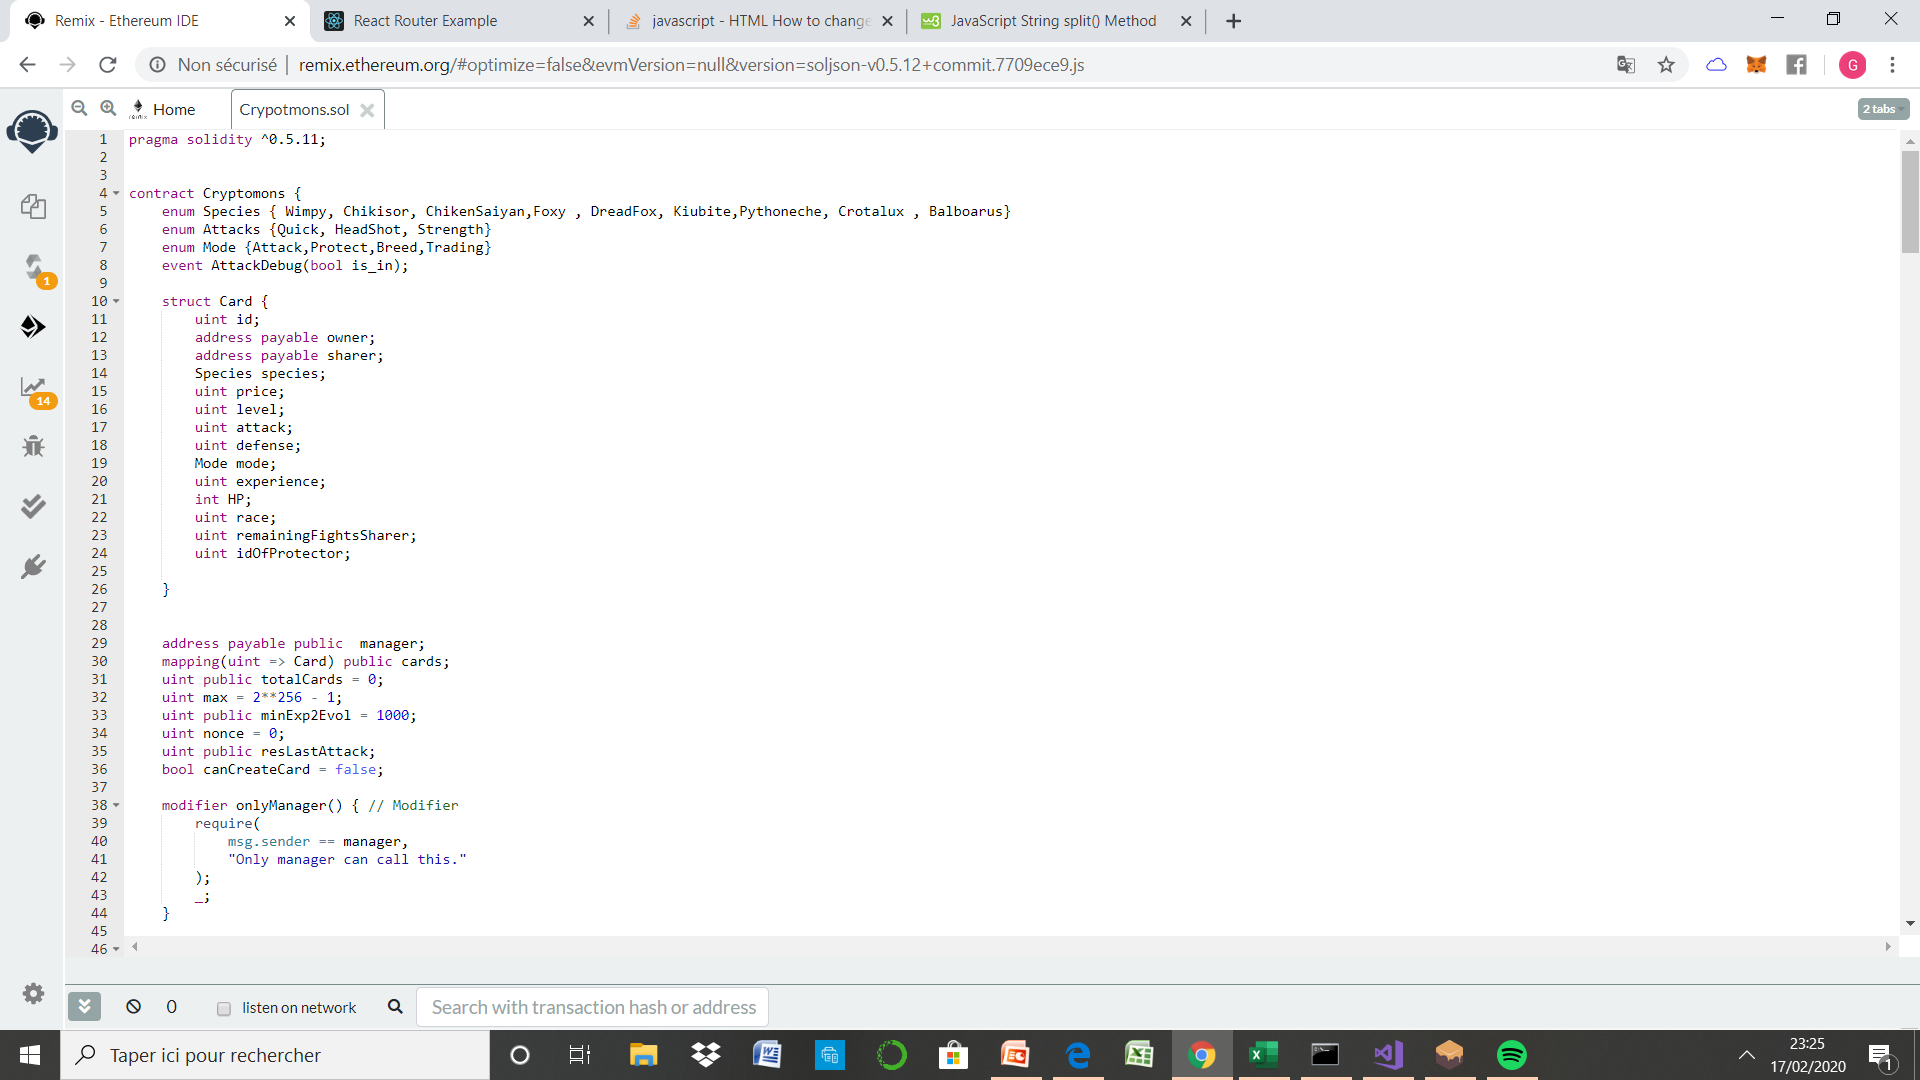 Remix - Ethereum IDE
React Router Example
javascript - HTML How to change
JavaScript String split() Method
Non sécurisé | remix.ethereum.org/#optimize=false&evmVersion=null&version=soljson-v0.5.12+commit.7709ece9.js
G
Home
Crypotmons.sol
2 tabs
1 pragma solidity ^0.5.11;
2
3
4 contract Cryptomons {
5 enum Species { Wimpy, Chikisor, ChikenSaiyan,Foxy , DreadFox, Kiubite,Pythoneche, Crotalux , Balboarus}
6 enum Attacks {Quick, HeadShot, Strength}
7 enum Mode {Attack,Protect,Breed,Trading}
8 event AttackDebug(bool is_in);
9
10 struct Card {
11 uint id;
12 address payable owner;
13 address payable sharer;
14 Species species;
15 uint price;
16 uint level;
17 uint attack;
18 uint defense;
19 Mode mode;
20 uint experience;
21 int HP;
22 uint race;
23 uint remainingFightsSharer;
24 uint idOfProtector;
25
26 }
27
28
29 address payable public  manager;
30 mapping(uint => Card) public cards;
31 uint public totalCards = 0;
32 uint max = 2**256 - 1;
33 uint public minExp2Evol = 1000;
34 uint nonce = 0;
35 uint public resLastAttack;
36 bool canCreateCard = false;
37
38 modifier onlyManager() { // Modifier
39 require(
40 msg.sender == manager,
41 "Only manager can call this."
42 );
43 _;
44 }
45
46
1
14
0
listen on network
Search with transaction hash or address
Taper ici pour rechercher
23:25
17/02/2020
1